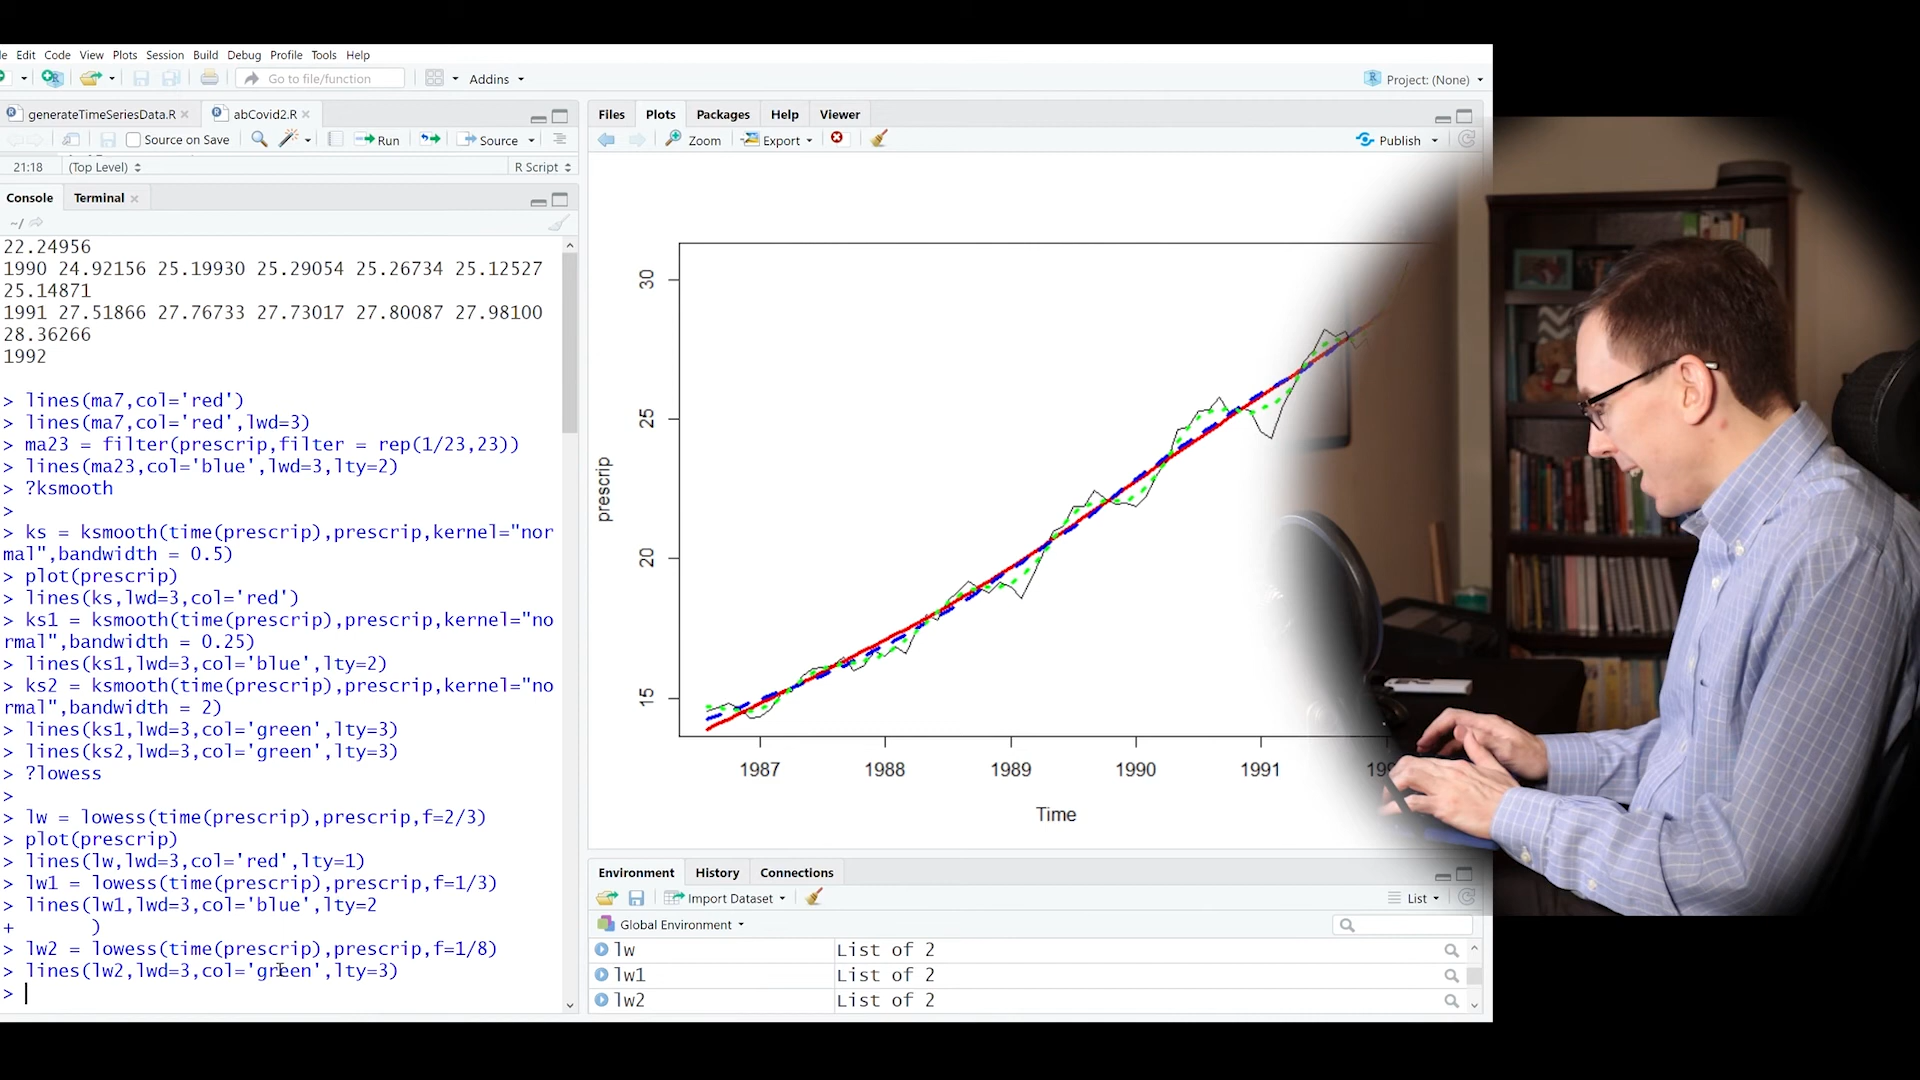 Edit Code View Plots Session Build Debug Profile Tools Help
Go to file/function
Addins
Project: (None)
generateTimeSeriesData.R
abCovid2.R
Source on Save
Run
Source
21:18
(Top Level)
R Script
Console
Terminal
~/
22.24956
1990 24.92156 25.19930 25.29054 25.26734 25.12527
25.14871
1991 27.51866 27.76733 27.73017 27.80087 27.98100
28.36266
1992
> lines(ma7,col='red')
> lines(ma7,col='red',lwd=3)
> ma23 = filter(prescrip,filter = rep(1/23,23))
> lines(ma23,col='blue',lwd=3,lty=2)
> ?ksmooth
>
> ks = ksmooth(time(prescrip),prescrip,kernel="nor
mal",bandwidth = 0.5)
> plot(prescrip)
> lines(ks,lwd=3,col='red')
> ks1 = ksmooth(time(prescrip),prescrip,kernel="no
rmal",bandwidth = 0.25)
> lines(ks1,lwd=3,col='blue',lty=2)
> ks2 = ksmooth(time(prescrip),prescrip,kernel="no
rmal",bandwidth = 2)
> lines(ks1,lwd=3,col='green',lty=3)
> lines(ks2,lwd=3,col='green',lty=3)
> ?lowess
>
> lw = lowess(time(prescrip),prescrip,f=2/3)
> plot(prescrip)
> lines(lw,lwd=3,col='red',lty=1)
> lw1 = lowess(time(prescrip),prescrip,f=1/3)
> lines(lw1,lwd=3,col='blue',lty=2
+ )
> lw2 = lowess(time(prescrip),prescrip,f=1/8)
> lines(lw2,lwd=3,col='green',lty=3)
>
Files
Plots
Packages
Help
Viewer
Zoom
Export
Publish
prescrip
30
25
20
15
1987
1988
1989
1990
1991
Time
Environment
History
Connections
Import Dataset
List
Global Environment
lw List of 2
lw1 List of 2
lw2 List of 2